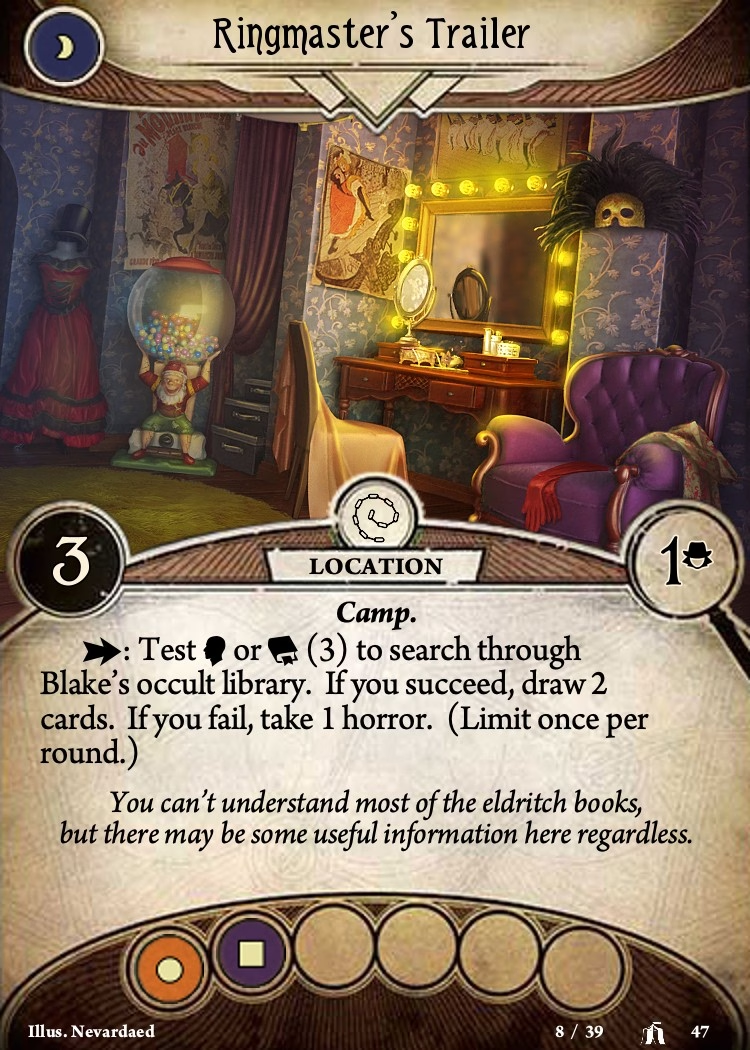 Ringmaster's Trailer
3
1
LOCATION
Camp.
: Test or (3) to search through
Blake's occult library. If you succeed, draw 2
cards. If you fail, take 1 horror. (Limit once per
round.)
You can't understand most of the eldritch books,
but there may be some useful information here regardless.
Illus. Nevardaed
8 / 39
47